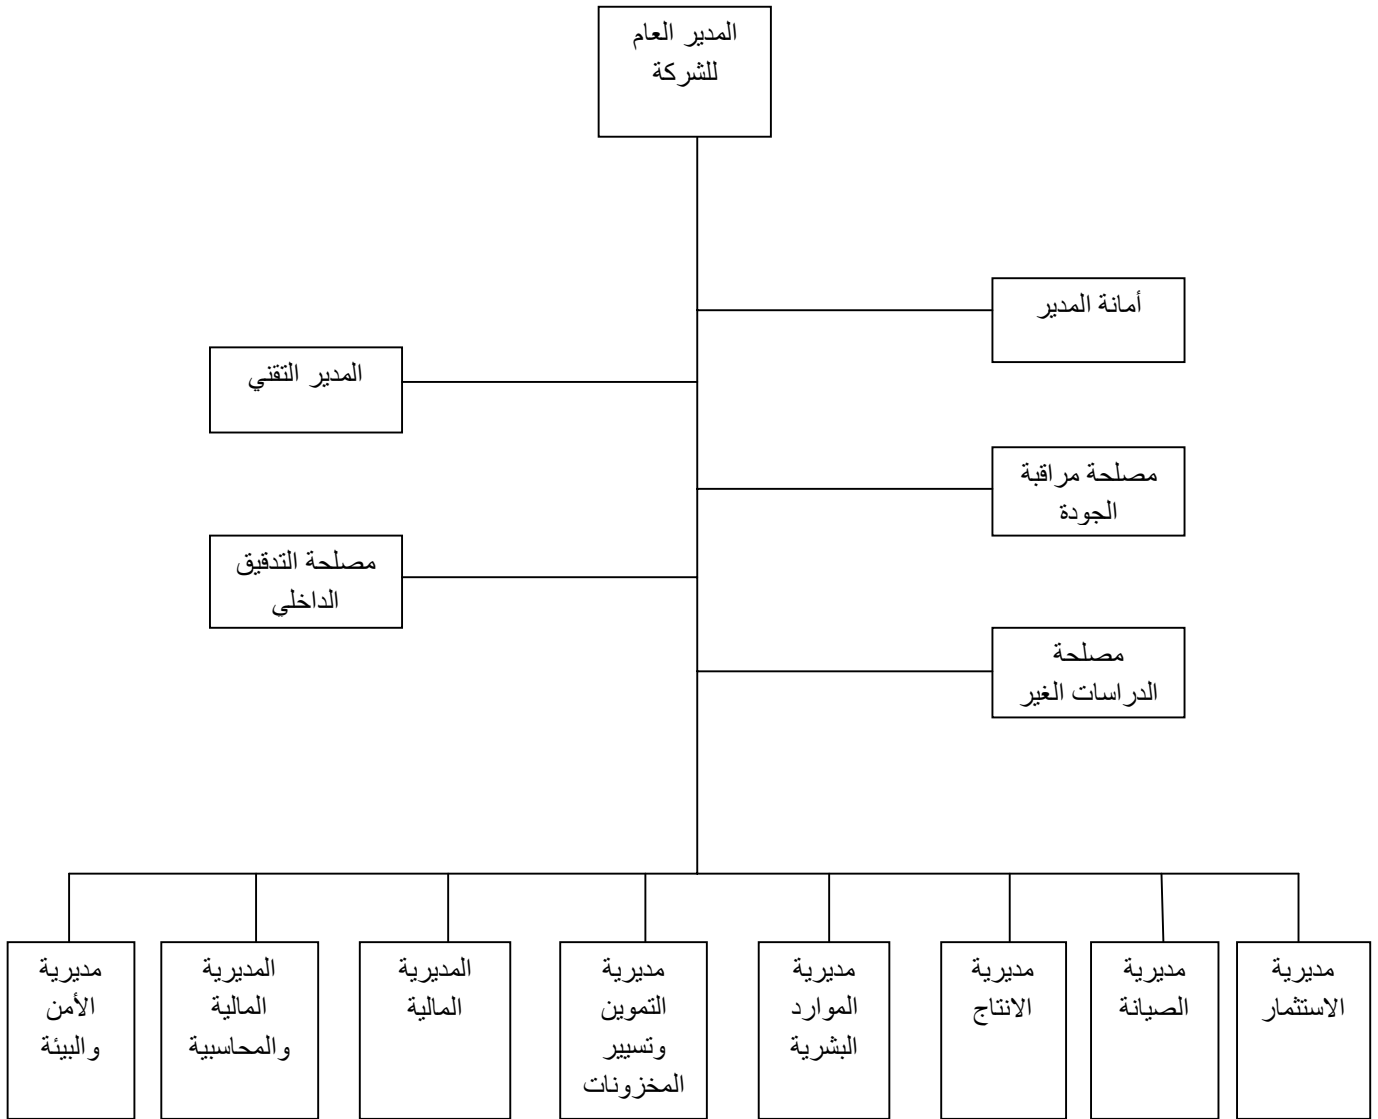 المدير العام
للشركة
أمانة المدير
المدير التقني
مصلحة مراقبة
الجودة
مصلحة التدقيق
الداخلي
مصلحة
الدراسات الغير
مديرية
الاستثمار
مديرية
الصيانة
مديرية
الانتاج
مديرية
الموارد
البشرية
مديرية
التموين
وتسيير
المخزونات
المديرية
المالية
المديرية
المالية
والمحاسبية
مديرية
الأمن
والبيئة